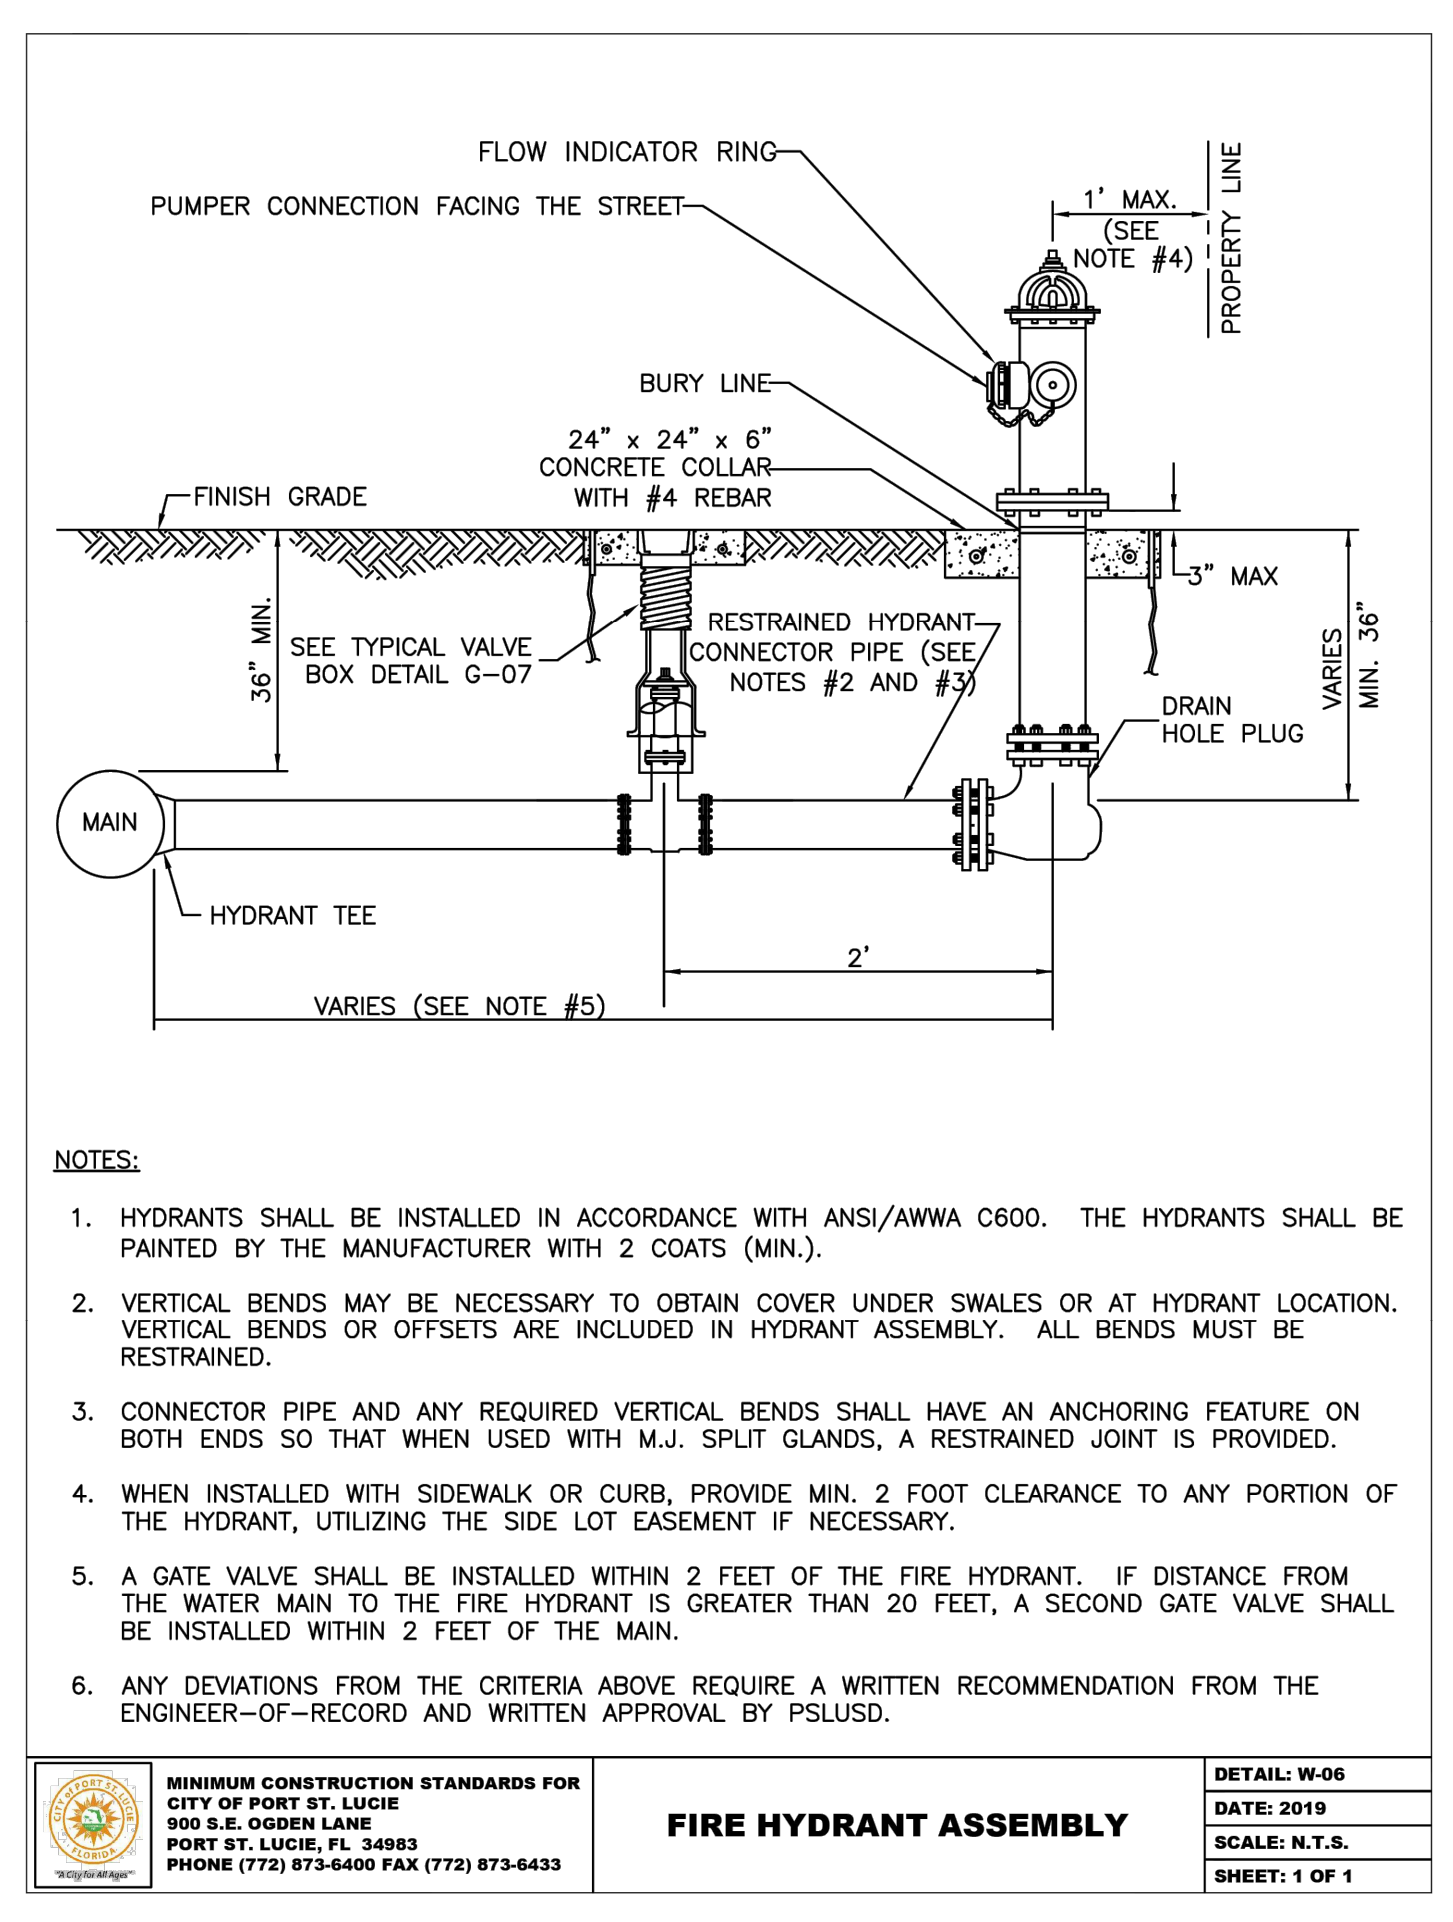 FLOW INDICATOR RING
PUMPER CONNECTION FACING THE STREET
1' MAX.
(SEE
NOTE #4)
PROPERTY LINE
BURY LINE
24" x 24" x 6"
CONCRETE COLLAR
WITH #4 REBAR
FINISH GRADE
3" MAX
36" MIN.
SEE TYPICAL VALVE
BOX DETAIL G-07
RESTRAINED HYDRANT
CONNECTOR PIPE (SEE
NOTES #2 AND #3)
VARIES
MIN. 36"
DRAIN
HOLE PLUG
MAIN
HYDRANT TEE
2'
VARIES (SEE NOTE #5)
NOTES:
1. HYDRANTS SHALL BE INSTALLED IN ACCORDANCE WITH ANSI/AWWA C600. THE HYDRANTS SHALL BE
PAINTED BY THE MANUFACTURER WITH 2 COATS (MIN.).
2. VERTICAL BENDS MAY BE NECESSARY TO OBTAIN COVER UNDER SWALES OR AT HYDRANT LOCATION.
VERTICAL BENDS OR OFFSETS ARE INCLUDED IN HYDRANT ASSEMBLY. ALL BENDS MUST BE
RESTRAINED.
3. CONNECTOR PIPE AND ANY REQUIRED VERTICAL BENDS SHALL HAVE AN ANCHORING FEATURE ON
BOTH ENDS SO THAT WHEN USED WITH M.J. SPLIT GLANDS, A RESTRAINED JOINT IS PROVIDED.
4. WHEN INSTALLED WITH SIDEWALK OR CURB, PROVIDE MIN. 2 FOOT CLEARANCE TO ANY PORTION OF
THE HYDRANT, UTILIZING THE SIDE LOT EASEMENT IF NECESSARY.
5. A GATE VALVE SHALL BE INSTALLED WITHIN 2 FEET OF THE FIRE HYDRANT. IF DISTANCE FROM
THE WATER MAIN TO THE FIRE HYDRANT IS GREATER THAN 20 FEET, A SECOND GATE VALVE SHALL
BE INSTALLED WITHIN 2 FEET OF THE MAIN.
6. ANY DEVIATIONS FROM THE CRITERIA ABOVE REQUIRE A WRITTEN RECOMMENDATION FROM THE
ENGINEER-OF-RECORD AND WRITTEN APPROVAL BY PSLUSD.
CITY of PORT ST. LUCIE
FLORIDA
"A City for All Ages"
MINIMUM CONSTRUCTION STANDARDS FOR
CITY OF PORT ST. LUCIE
900 S.E. OGDEN LANE
PORT ST. LUCIE, FL 34983
PHONE (772) 873-6400 FAX (772) 873-6433
FIRE HYDRANT ASSEMBLY
DETAIL: W-06
DATE: 2019
SCALE: N.T.S.
SHEET: 1 OF 1